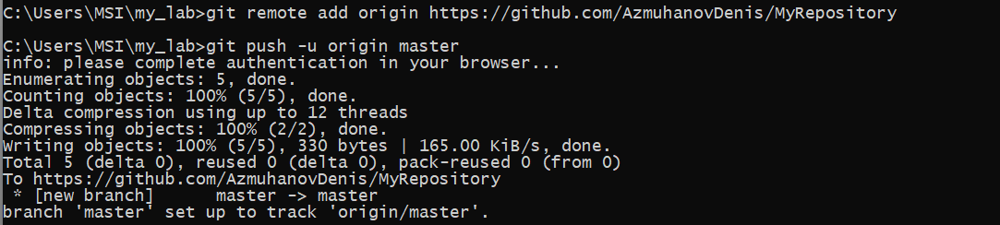 C:\Users\MSI\my_lab>git remote add origin https://github.com/AzmuhanovDenis/MyRepository
C:\Users\MSI\my_lab>git push -u origin master
info: please complete authentication in your browser...
Enumerating objects: 5, done.
Counting objects: 100% (5/5), done.
Delta compression using up to 12 threads
Compressing objects: 100% (2/2), done.
Writing objects: 100% (5/5), 330 bytes | 165.00 KiB/s, done.
Total 5 (delta 0), reused 0 (delta 0), pack-reused 0 (from 0)
To https://github.com/AzmuhanovDenis/MyRepository
 * [new branch]      master -> master
branch 'master' set up to track 'origin/master'.